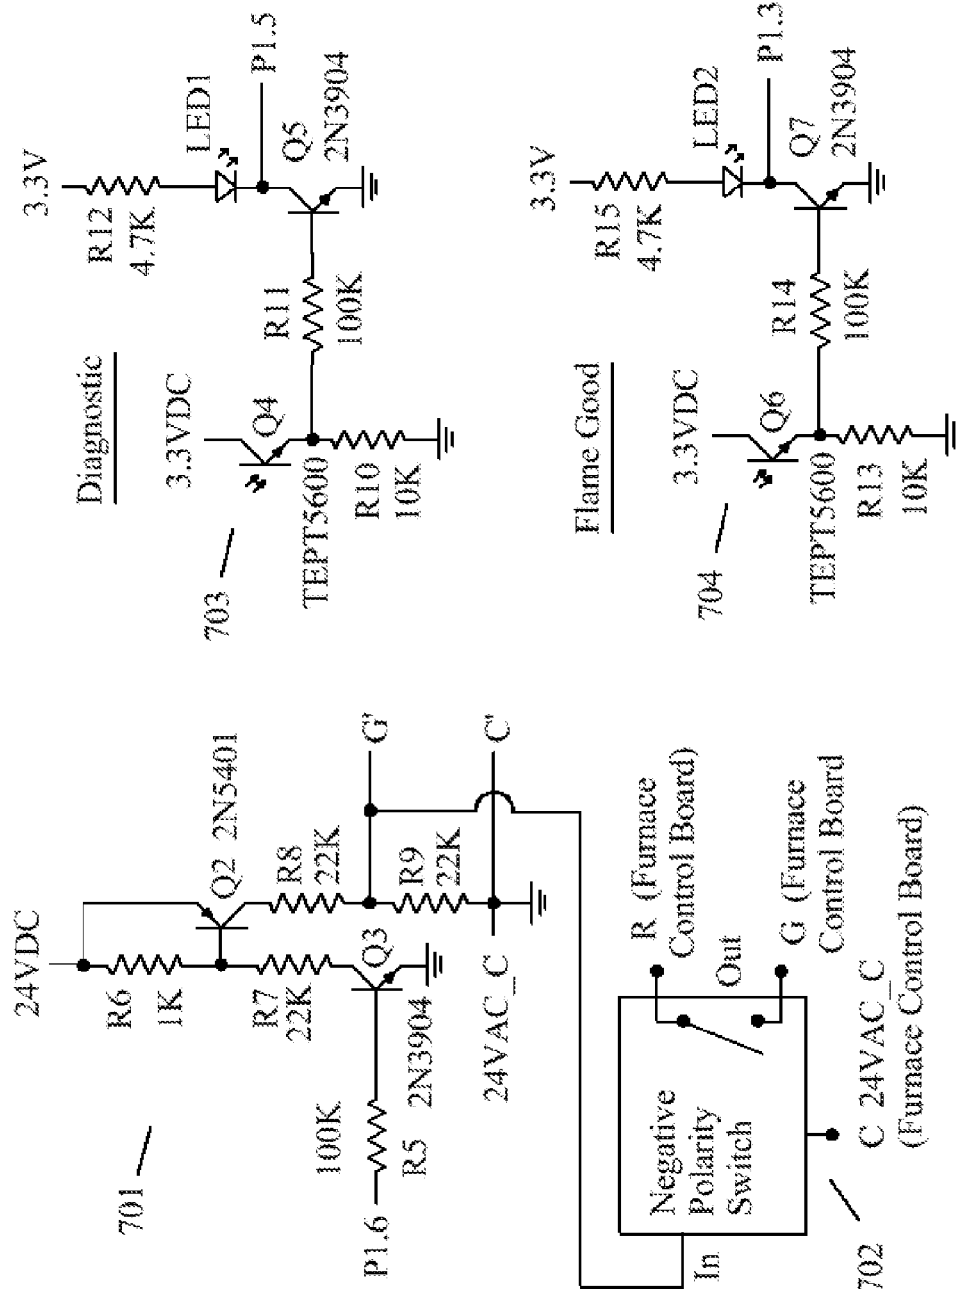 24VDC
R6
1K
Q2 2N5401
R7
22K
R8
22K
Q3
2N3904
R9
22K
G'
C'
P1.6
100K
R5
24VAC_C
701
Negative
Polarity
Switch
In
Out
R (Furnace
Control Board)
G (Furnace
Control Board
C 24VAC_C
(Furnace Control Board)
702
Diagnostic
3.3V
R12
4.7K
LED1
P1.5
Q5
2N3904
R11
100K
3.3VDC
Q4
TEPT5600
R10
10K
703
Flame Good
3.3V
R15
4.7K
LED2
P1.3
Q7
2N3904
R14
100K
3.3VDC
Q6
TEPT5600
R13
10K
704